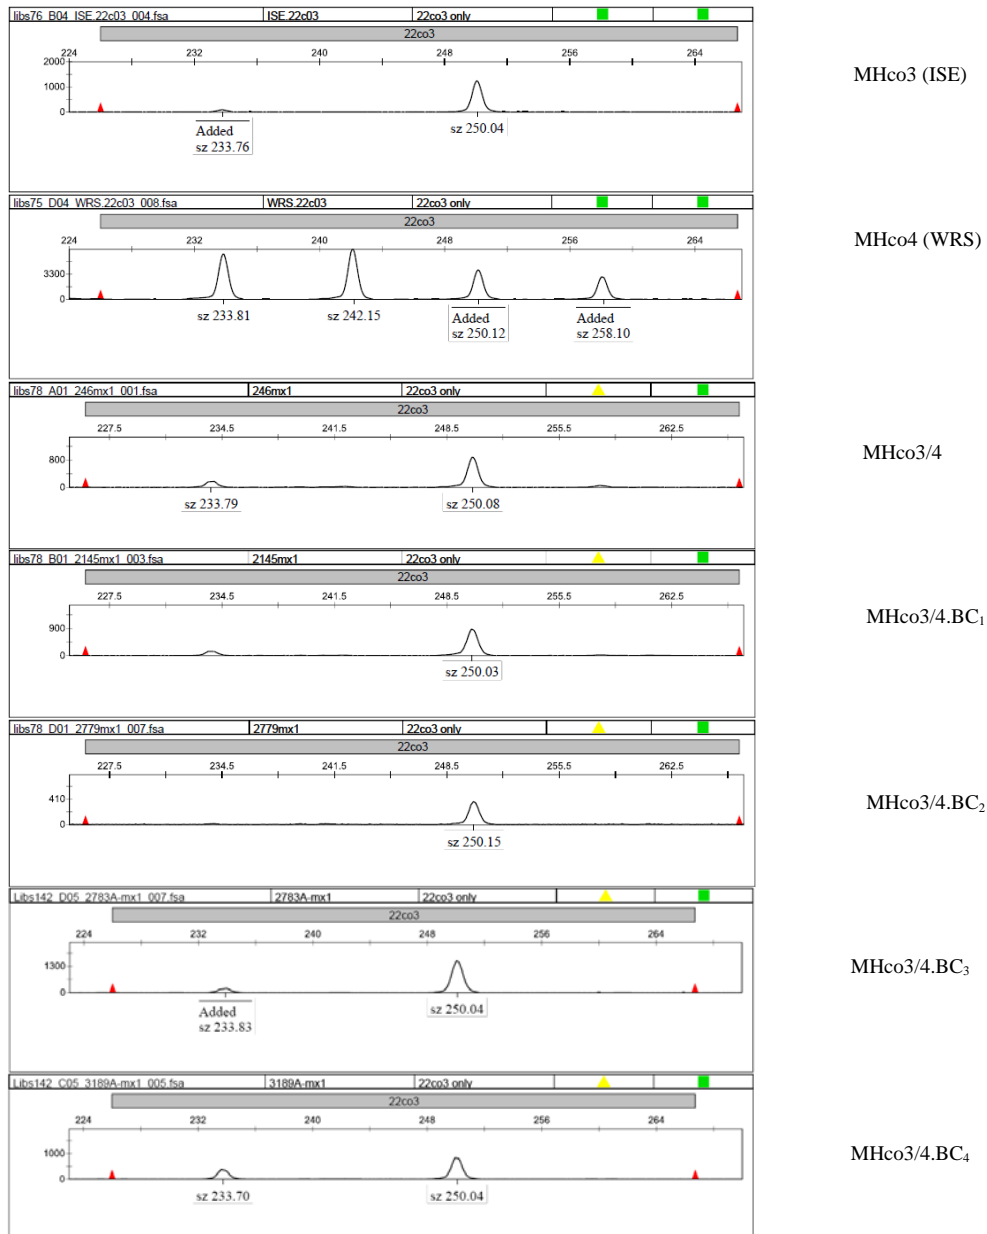 libs76_B04_ISE.22c03_004.fsa ISE.22c03 22co3 only
22co3
224 232 240 248 256 264
2000
1000
0
Added
sz 233.76
sz 250.04
MHco3 (ISE)
libs75_D04_WRS.22c03_008.fsa WRS.22c03 22co3 only
22co3
224 232 240 248 256 264
3300
0
sz 233.81
sz 242.15
Added
sz 250.12
Added
sz 258.10
MHco4 (WRS)
libs78_A01_246mx1_001.fsa 246mx1 22co3 only
22co3
227.5 234.5 241.5 248.5 255.5 262.5
800
0
sz 233.79
sz 250.08
MHco3/4
libs78_B01_2145mx1_003.fsa 2145mx1 22co3 only
22co3
227.5 234.5 241.5 248.5 255.5 262.5
900
0
sz 250.03
MHco3/4.BC₁
libs78_D01_2779mx1_007.fsa 2779mx1 22co3 only
22co3
227.5 234.5 241.5 248.5 255.5 262.5
410
0
sz 250.15
MHco3/4.BC₂
Libs142_D05_2783A-mx1_007.fsa 2783A-mx1 22co3 only
22co3
224 232 240 248 256 264
1300
0
Added
sz 233.83
sz 250.04
MHco3/4.BC₃
Libs142_C05_3189A-mx1_005.fsa 3189A-mx1 22co3 only
22co3
224 232 240 248 256 264
1000
0
sz 233.70
sz 250.04
MHco3/4.BC₄